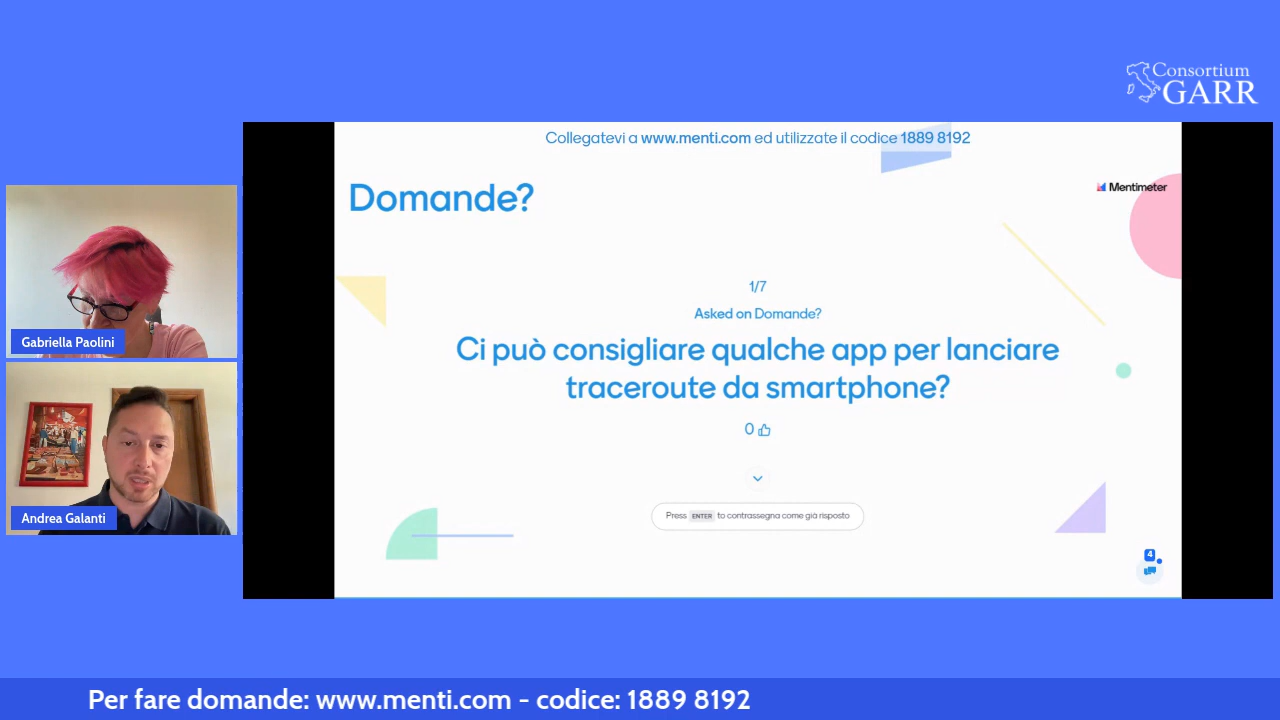 Consortium
GARR
Collegatevi a www.menti.com ed utilizzate il codice 1889 8192
Domande?
Mentimeter
1/7
Asked on Domande?
Ci può consigliare qualche app per lanciare
traceroute da smartphone?
0
Press ENTER to contrassegna come già risposto
4
Gabriella Paolini
Andrea Galanti
Per fare domande: www.menti.com - codice: 1889 8192